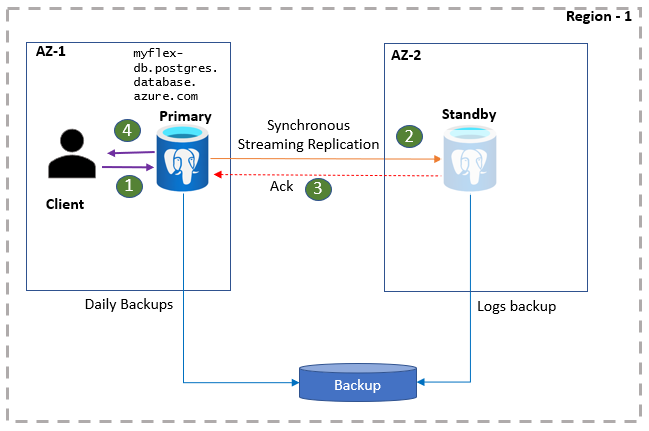 Region - 1
AZ-1
myflex-
db.postgres.
database.
azure.com
Primary
AZ-2
Standby
4
Synchronous
Streaming Replication
2
1
Ack
3
Client
Daily Backups
Logs backup
Backup